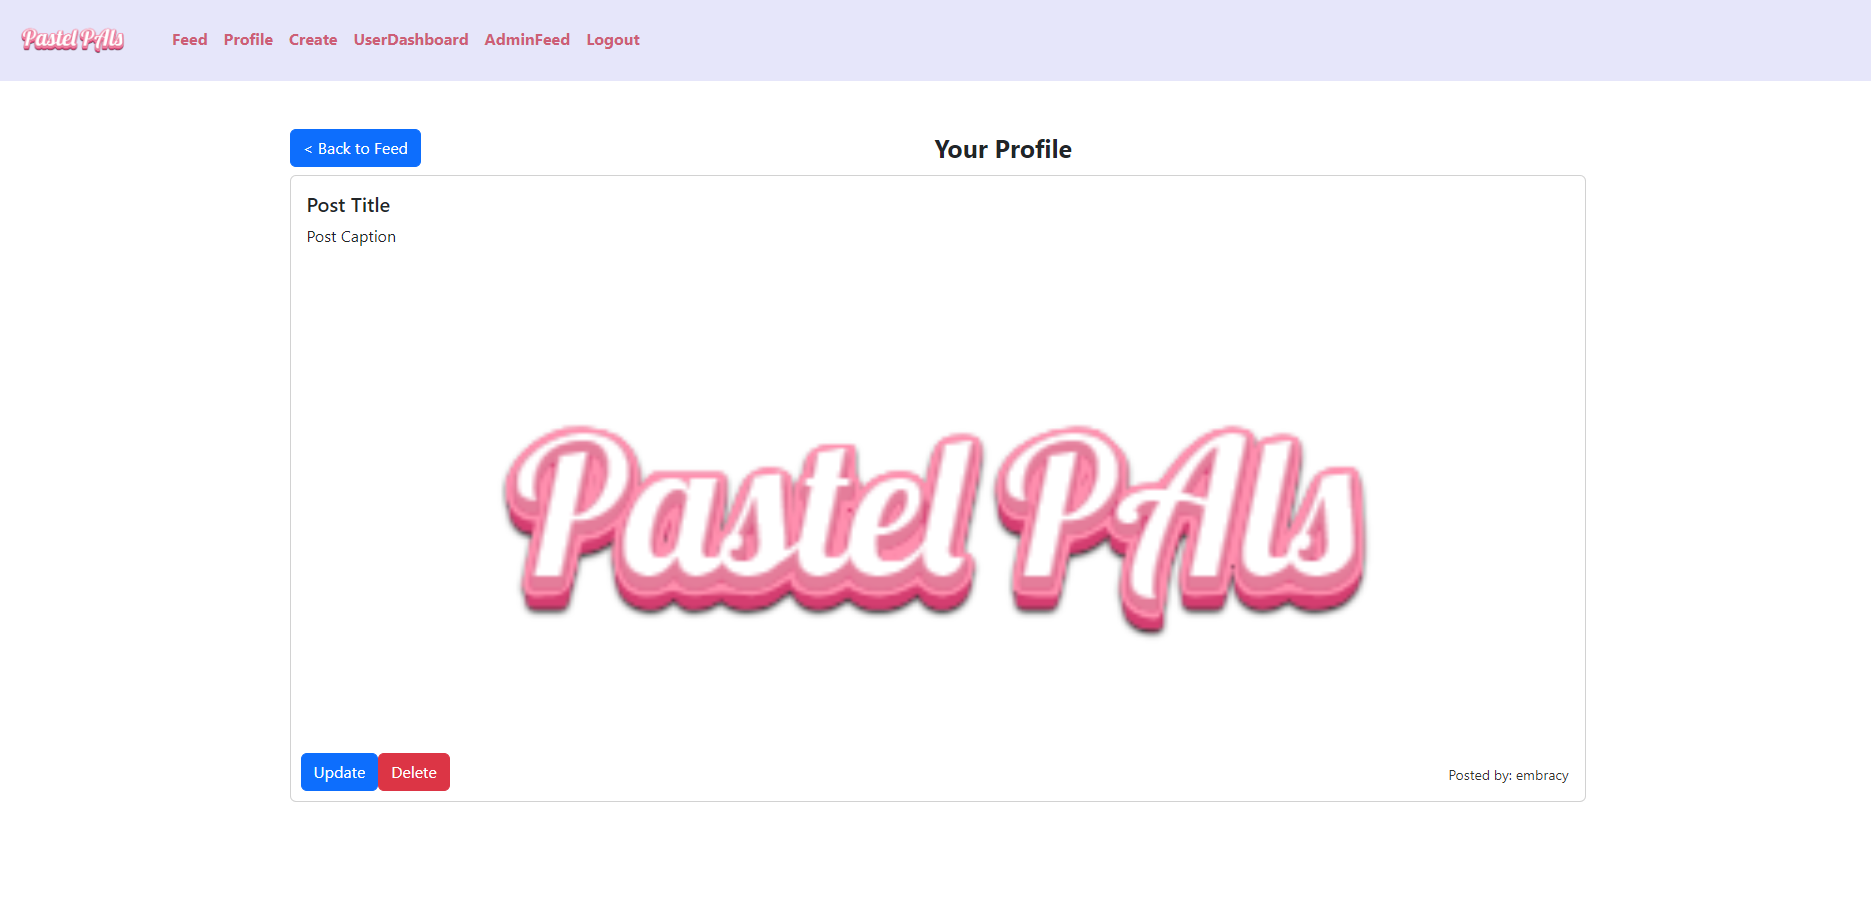 Pastel PAls
Feed Profile Create UserDashboard AdminFeed Logout
< Back to Feed
Your Profile
Post Title
Post Caption
Pastel PAls
Update Delete
Posted by: embracy